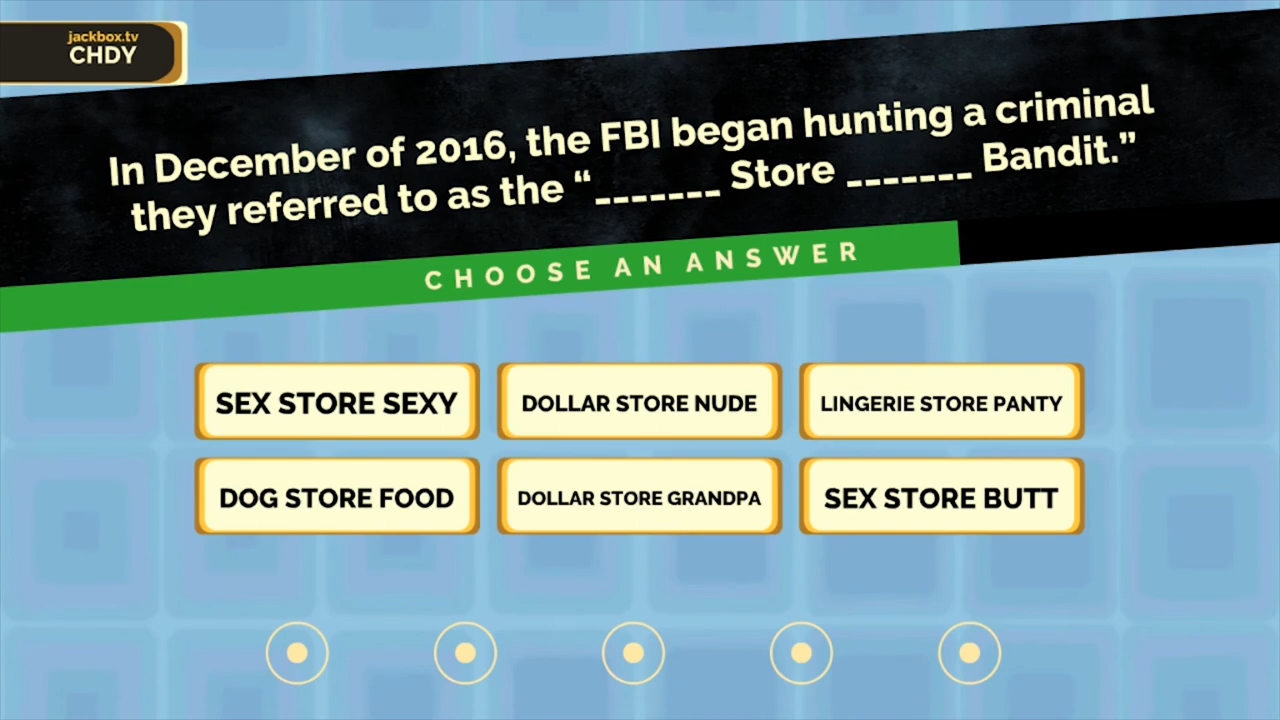 jackbox.tv
CHDY
In December of 2016, the FBI began hunting a criminal
they referred to as the “_______ Store _______ Bandit.”
CHOOSE AN ANSWER
SEX STORE SEXY
DOLLAR STORE NUDE
LINGERIE STORE PANTY
DOG STORE FOOD
DOLLAR STORE GRANDPA
SEX STORE BUTT